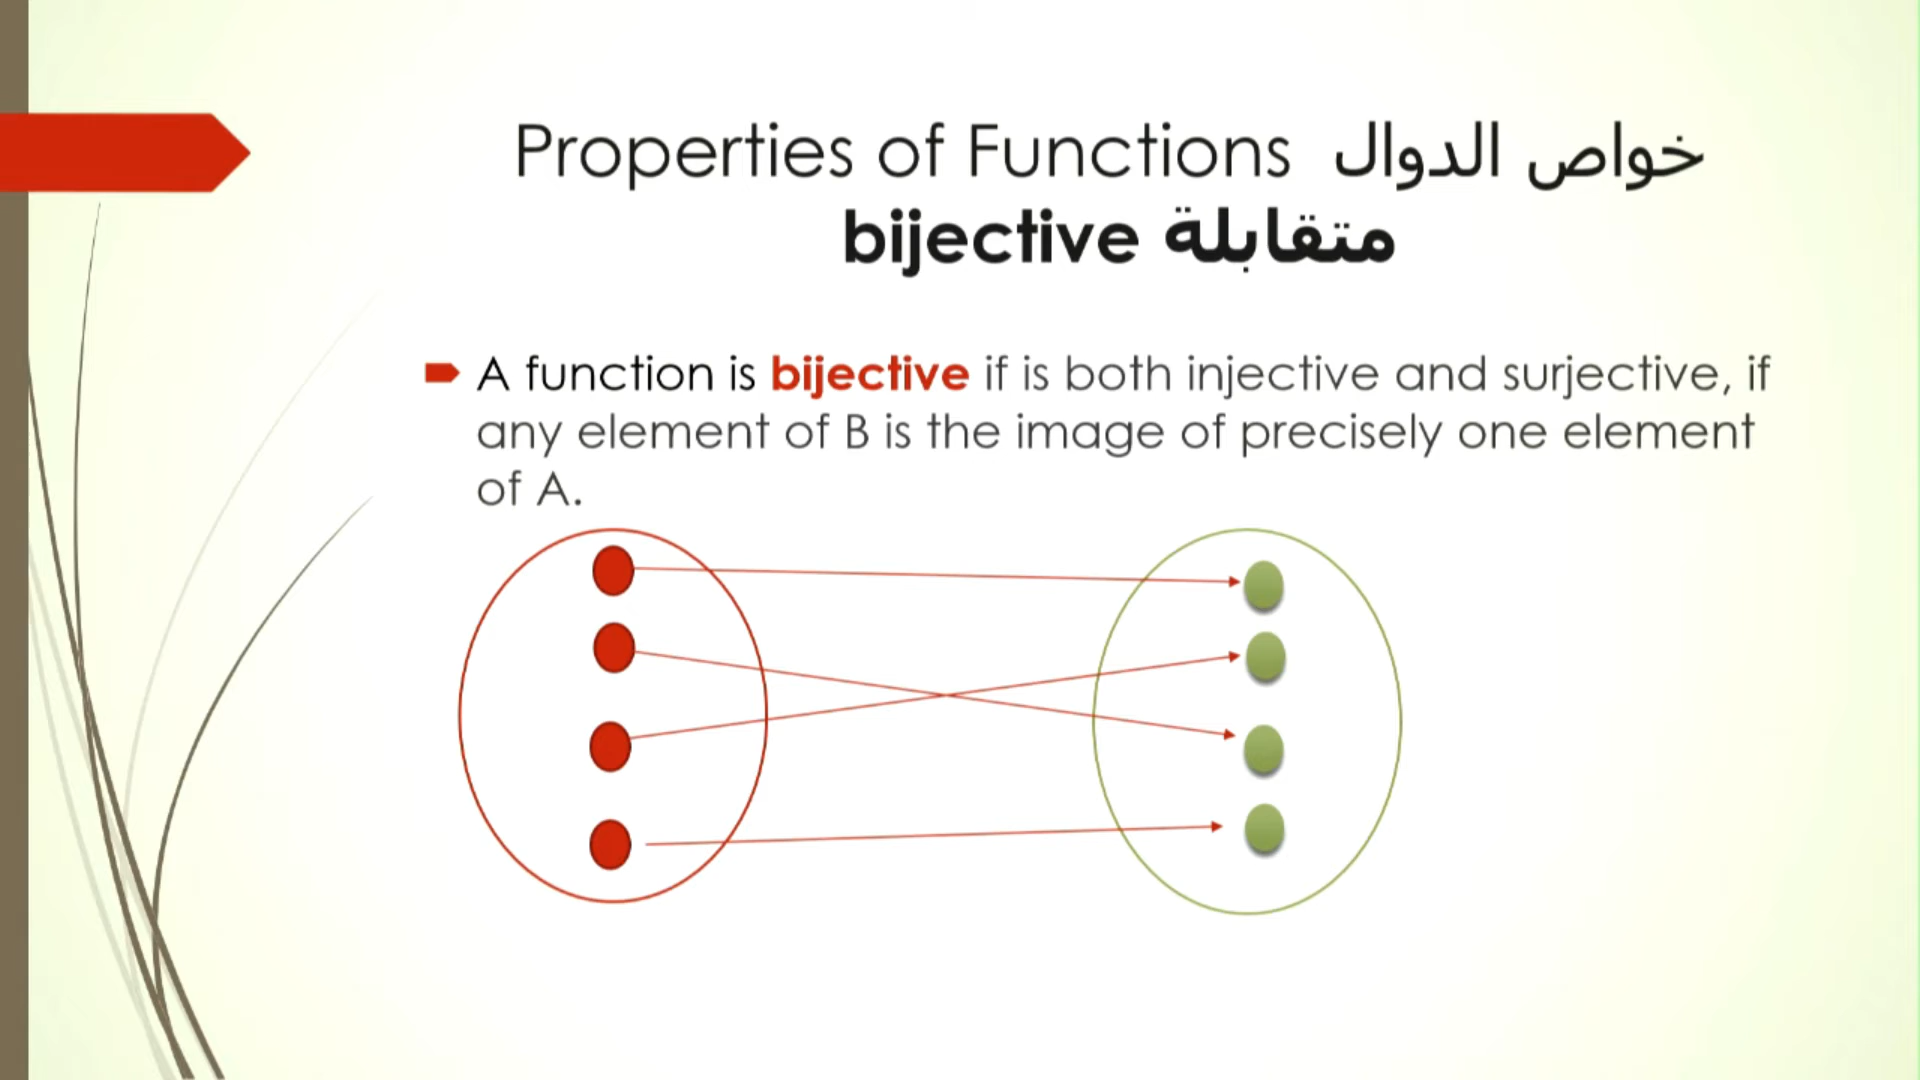 Properties of Functions خواص الدوال
bijective متقابلة
A function is bijective if is both injective and surjective, if
any element of B is the image of precisely one element
of A.